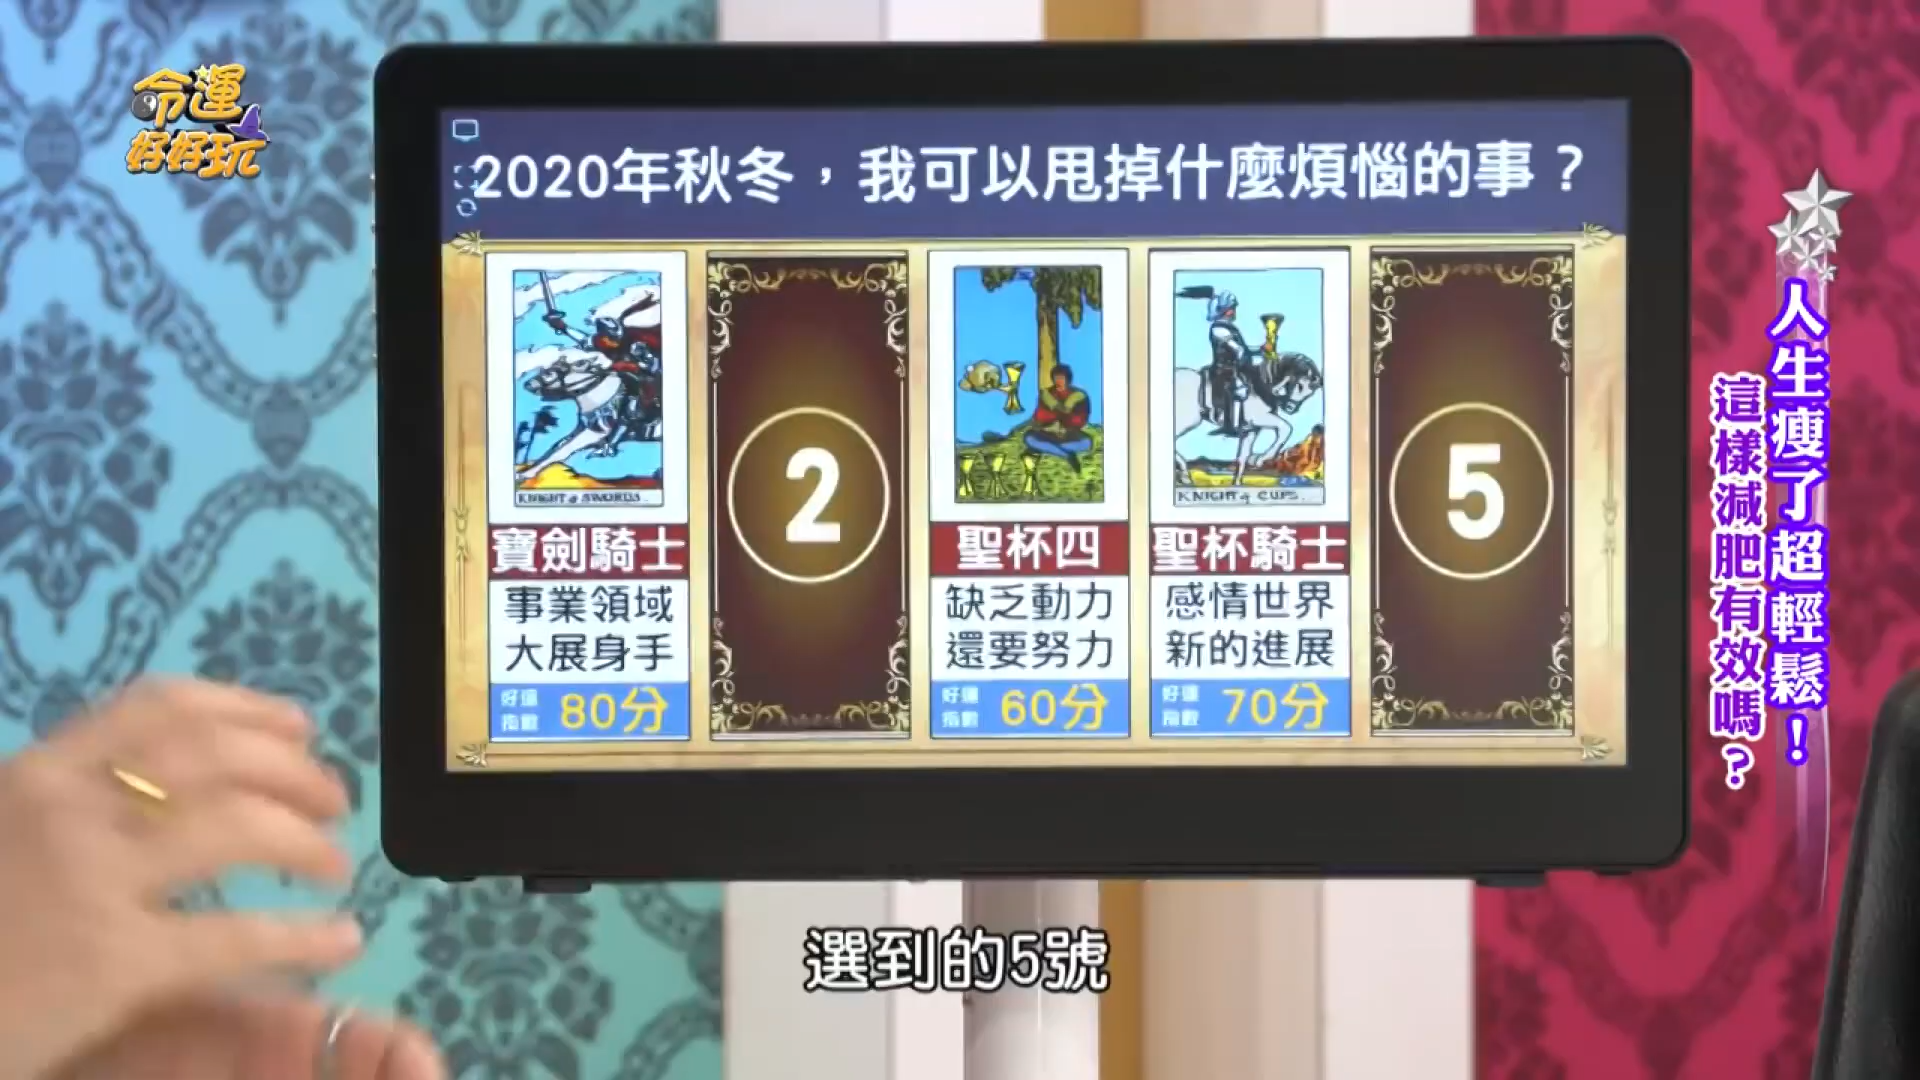 命運
好好玩
2020年秋冬，我可以甩掉什麼煩惱的事？
KNIGHT of SWORDS.
寶劍騎士
事業領域
大展身手
好運
指數
80分
2
聖杯四
缺乏動力
還要努力
好運
指數
60分
KNIGHT of CUPS.
聖杯騎士
感情世界
新的進展
好運
指數
70分
5
人生瘦了超輕鬆！
這樣減肥有效嗎？
選到的5號